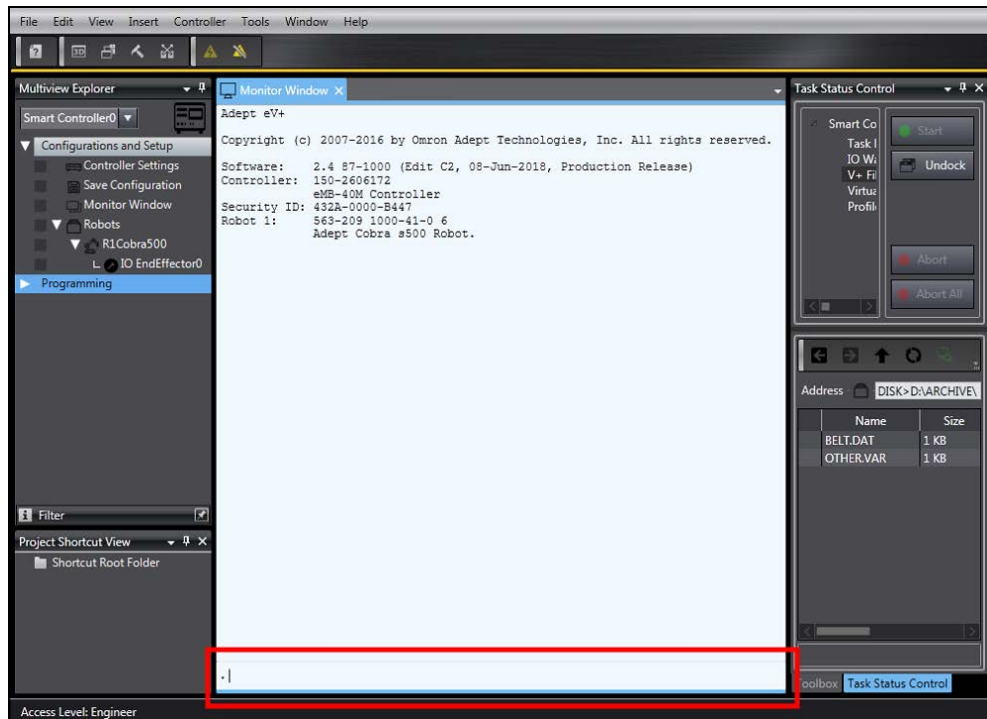 File Edit View Insert Controller Tools Window Help
3D
Multiview Explorer
Smart Controller0
Configurations and Setup
Controller Settings
Save Configuration
Monitor Window
Robots
R1Cobra500
IO EndEffector0
Programming
Filter
Project Shortcut View
Shortcut Root Folder
Monitor Window
Adept eV+
Copyright (c) 2007-2016 by Omron Adept Technologies, Inc. All rights reserved.
Software: 2.4 87-1000 (Edit C2, 08-Jun-2018, Production Release)
Controller: 150-2606172
eMB-40M Controller
Security ID: 432A-0000-B447
Robot 1: 563-209 1000-41-0 6
Adept Cobra s500 Robot.
.
Task Status Control
Smart Co
Task I
IO W
V+ Fi
Virtua
Profil
Start
Undock
Abort
Abort All
Address DISK>D:\ARCHIVE\
Name Size
BELT.DAT 1 KB
OTHER.VAR 1 KB
Toolbox Task Status Control
Access Level: Engineer